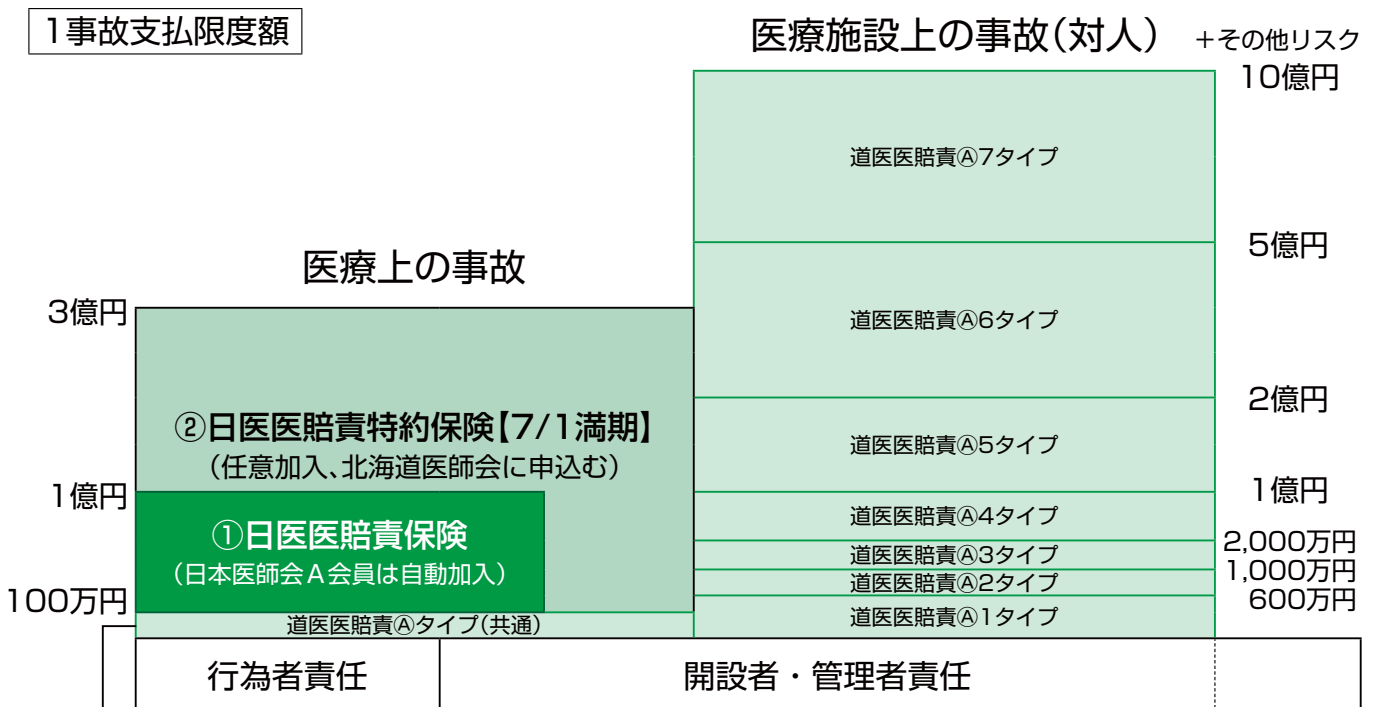 1事故支払限度額
医療施設上の事故(対人)
+その他リスク
10億円
道医医賠責Ⓐ7タイプ
5億円
医療上の事故
3億円
道医医賠責Ⓐ6タイプ
2億円
②日医医賠責特約保険【7/1満期】
(任意加入、北海道医師会に申込む)
道医医賠責Ⓐ5タイプ
1億円
1億円
①日医医賠責保険
(日本医師会A会員は自動加入)
道医医賠責Ⓐ4タイプ
2,000万円
道医医賠責Ⓐ3タイプ
1,000万円
道医医賠責Ⓐ2タイプ
600万円
100万円
道医医賠責Ⓐタイプ(共通)
道医医賠責Ⓐ1タイプ
行為者責任
開設者・管理者責任